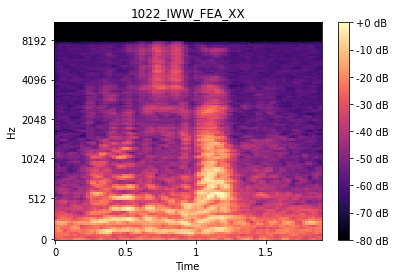 1022_IWW_FEA_XX
+0 dB
8192
-10 dB
4096
-20 dB
-30 dB
2048
Hz
-40 dB
1024
-50 dB
512
-60 dB
-70 dB
0
-80 dB
0
0.5
1
1.5
Time